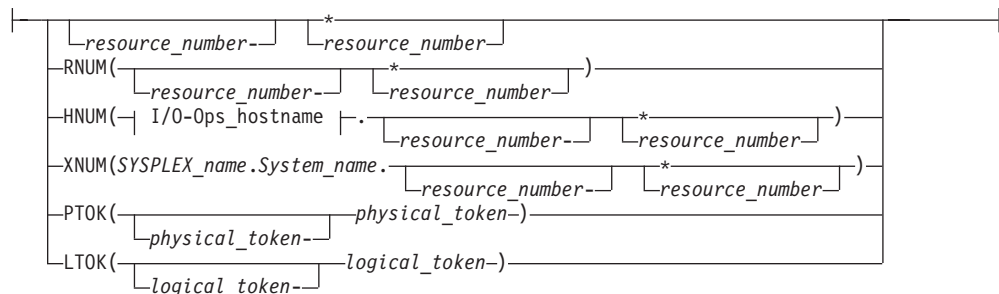 *
resource_number- resource_number
RNUM( * )
resource_number- resource_number
HNUM( I/O-Ops_hostname . * )
resource_number- resource_number
XNUM(SYSPLEX_name.System_name. * )
resource_number- resource_number
PTOK( physical_token )
physical_token-
LTOK( logical_token )
logical_token-